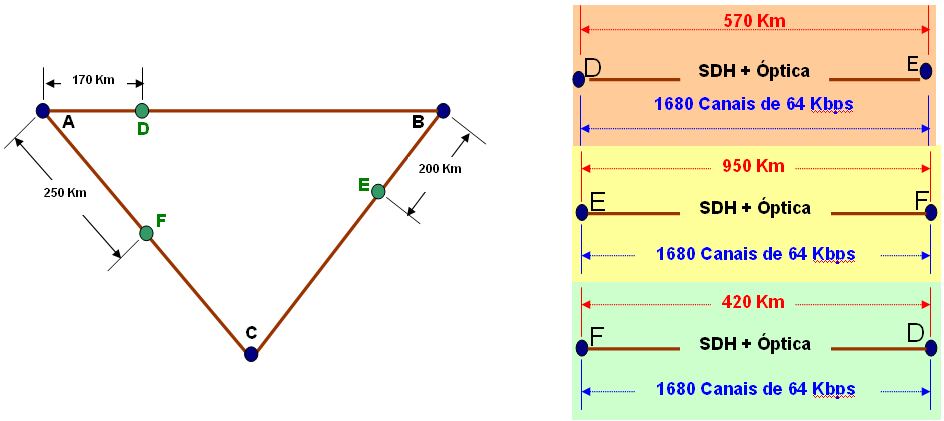 170 Km
A
D
B
250 Km
F
E
200 Km
C
570 Km
D
SDH + Óptica
E
1680 Canais de 64 Kbps
950 Km
E
SDH + Óptica
F
1680 Canais de 64 Kbps
420 Km
F
SDH + Óptica
D
1680 Canais de 64 Kbps